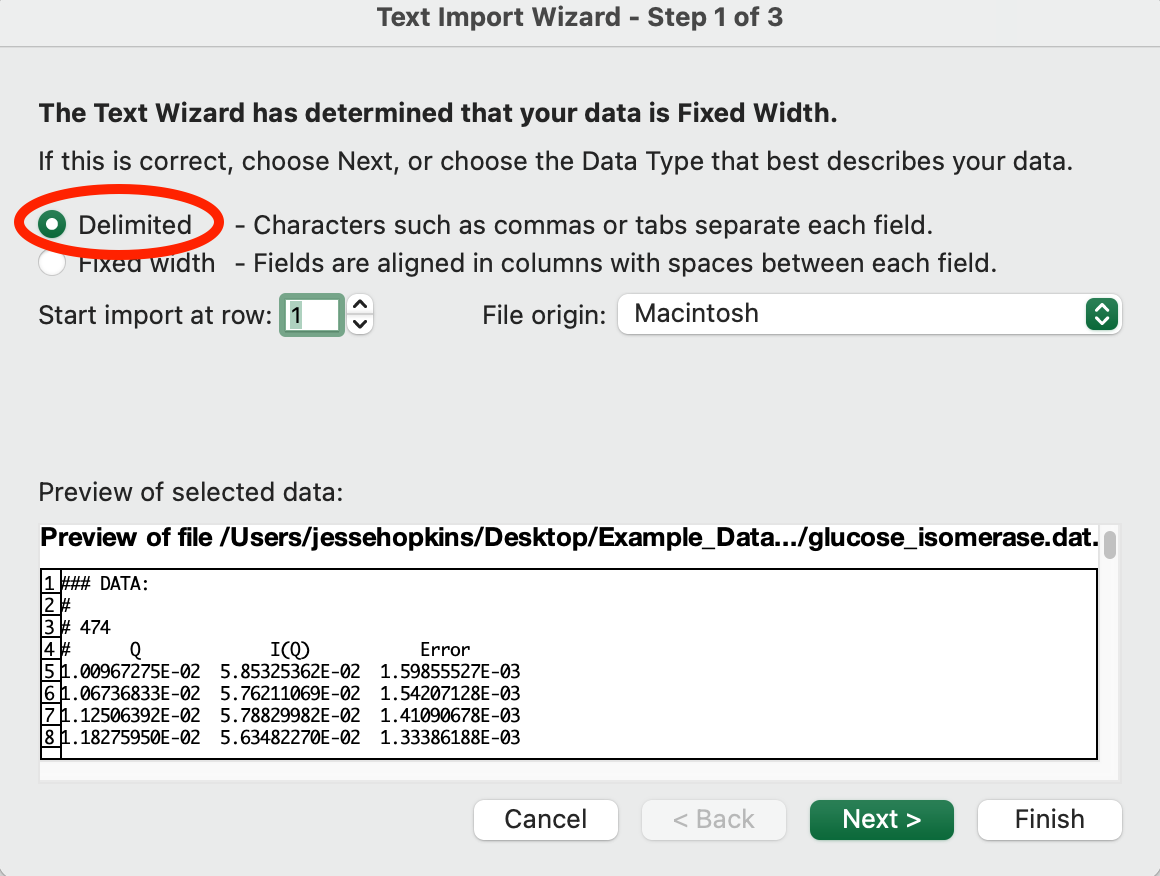 Text Import Wizard - Step 1 of 3
The Text Wizard has determined that your data is Fixed Width.
If this is correct, choose Next, or choose the Data Type that best describes your data.
Delimited - Characters such as commas or tabs separate each field.
Fixed width - Fields are aligned in columns with spaces between each field.
Start import at row: 1 File origin: Macintosh
Preview of selected data:
Preview of file /Users/jessehopkins/Desktop/Example_Data.../glucose_isomerase.dat.
1 ### DATA:
2 #
3 # 474
4 # Q I(Q) Error
5 1.00967275E-02 5.85325362E-02 1.59855527E-03
6 1.06736833E-02 5.76211069E-02 1.54207128E-03
7 1.12506392E-02 5.78829982E-02 1.41090678E-03
8 1.18275950E-02 5.63482270E-02 1.33386188E-03
Cancel < Back Next > Finish